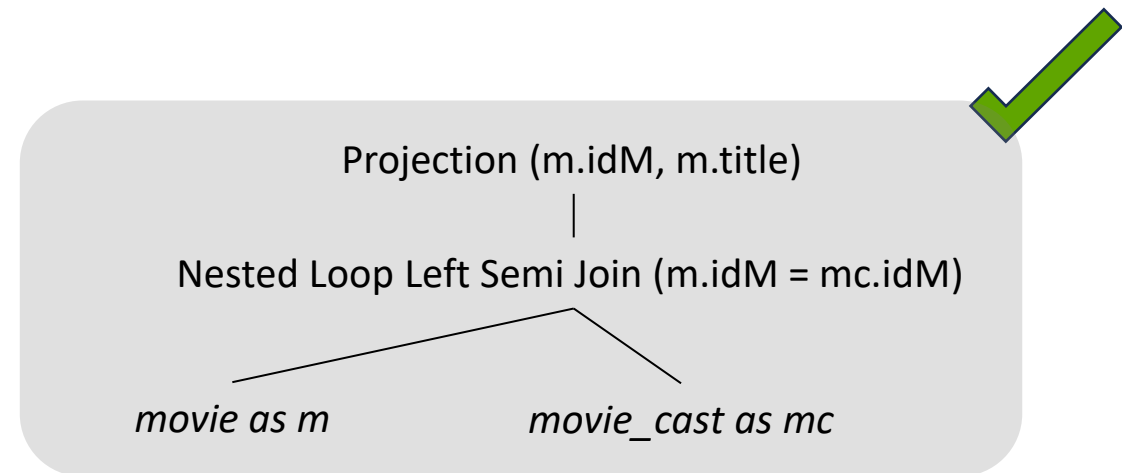 Projection (m.idM, m.title)
Nested Loop Left Semi Join (m.idM = mc.idM)
movie as m
movie_cast as mc